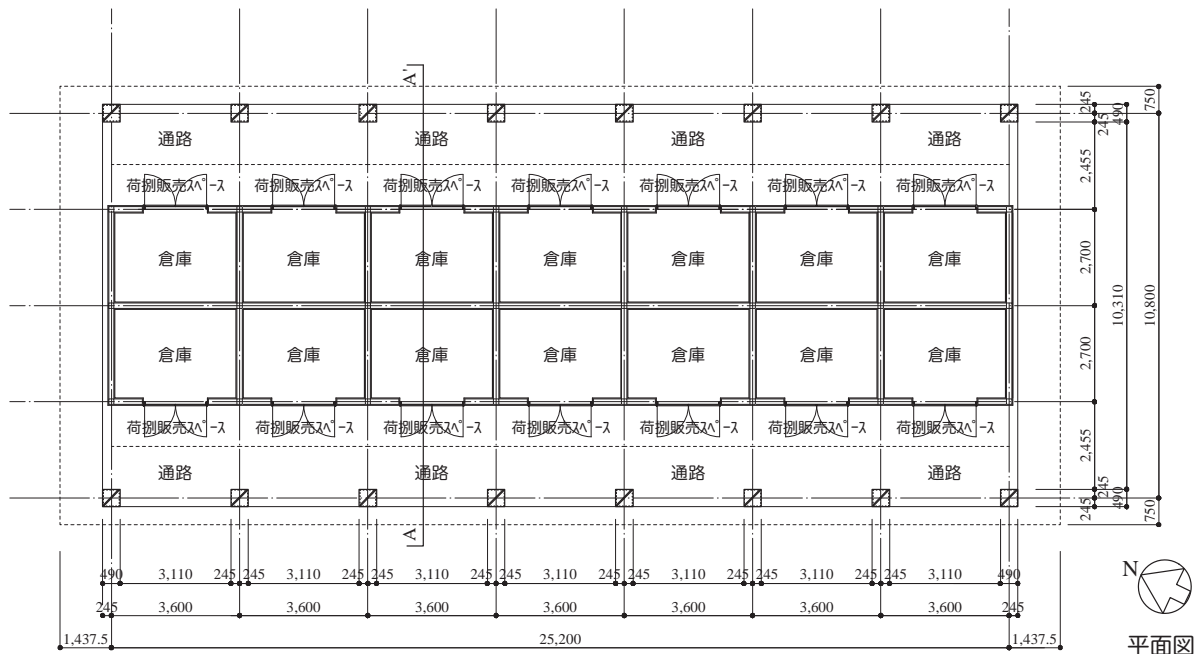 A'
通路 通路 通路 通路
荷捌販売ｽﾍﾟｰｽ 荷捌販売ｽﾍﾟｰｽ 荷捌販売ｽﾍﾟｰｽ 荷捌販売ｽﾍﾟｰｽ 荷捌販売ｽﾍﾟｰｽ 荷捌販売ｽﾍﾟｰｽ 荷捌販売ｽﾍﾟｰｽ
倉庫 倉庫 倉庫 倉庫 倉庫 倉庫 倉庫
倉庫 倉庫 倉庫 倉庫 倉庫 倉庫 倉庫
荷捌販売ｽﾍﾟｰｽ 荷捌販売ｽﾍﾟｰｽ 荷捌販売ｽﾍﾟｰｽ 荷捌販売ｽﾍﾟｰｽ 荷捌販売ｽﾍﾟｰｽ 荷捌販売ｽﾍﾟｰｽ 荷捌販売ｽﾍﾟｰｽ
通路 通路 通路 通路
A
245 245 2,455 2,700 2,700 2,455 245 245
490 10,310 490
750 10,800 750
490 3,110 245 245 3,110 245 245 3,110 245 245 3,110 245 245 3,110 245 245 3,110 245 245 3,110 490
245 3,600 3,600 3,600 3,600 3,600 3,600 3,600 245
1,437.5 25,200 1,437.5
N
平面図